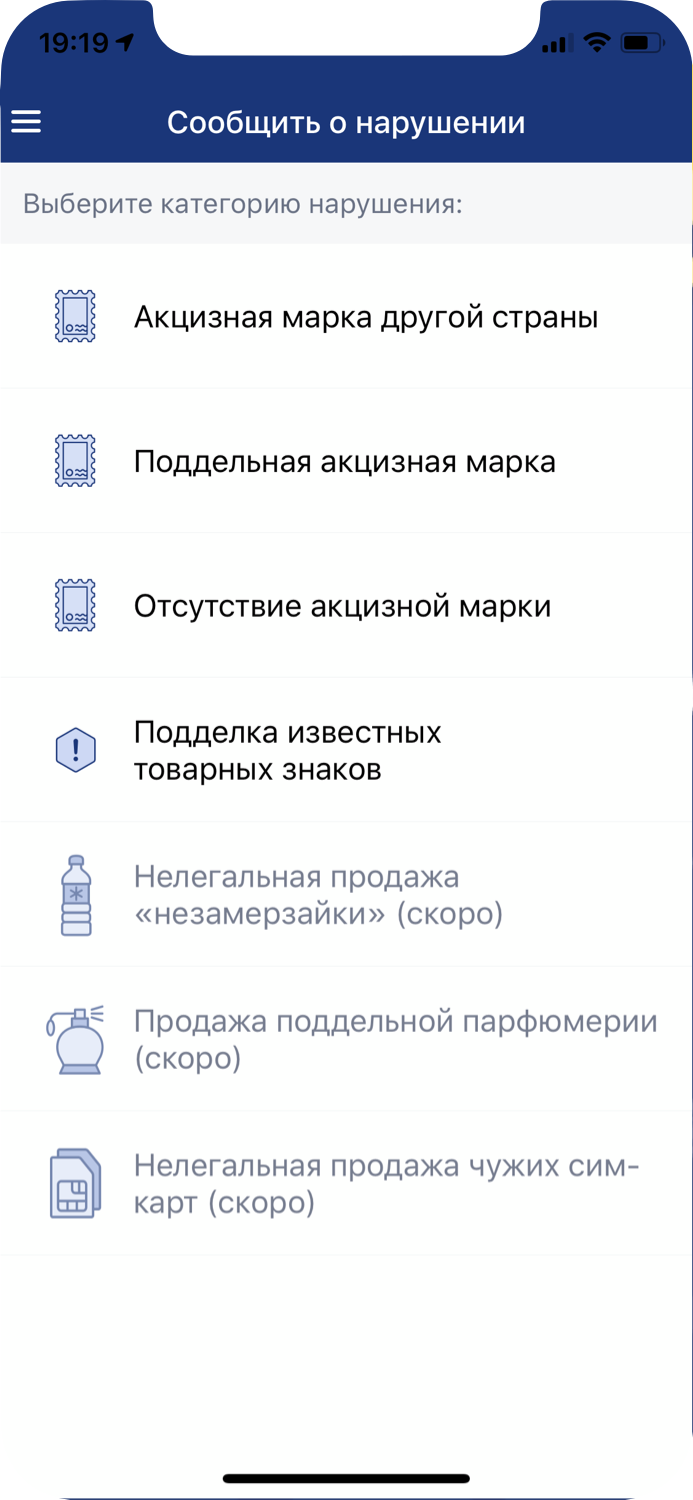 19:19
Сообщить о нарушении
Выберите категорию нарушения:
Акцизная марка другой страны
Поддельная акцизная марка
Отсутствие акцизной марки
Подделка известных
товарных знаков
Нелегальная продажа
«незамерзайки» (скоро)
Продажа поддельной парфюмерии
(скоро)
Нелегальная продажа чужих сим-
карт (скоро)